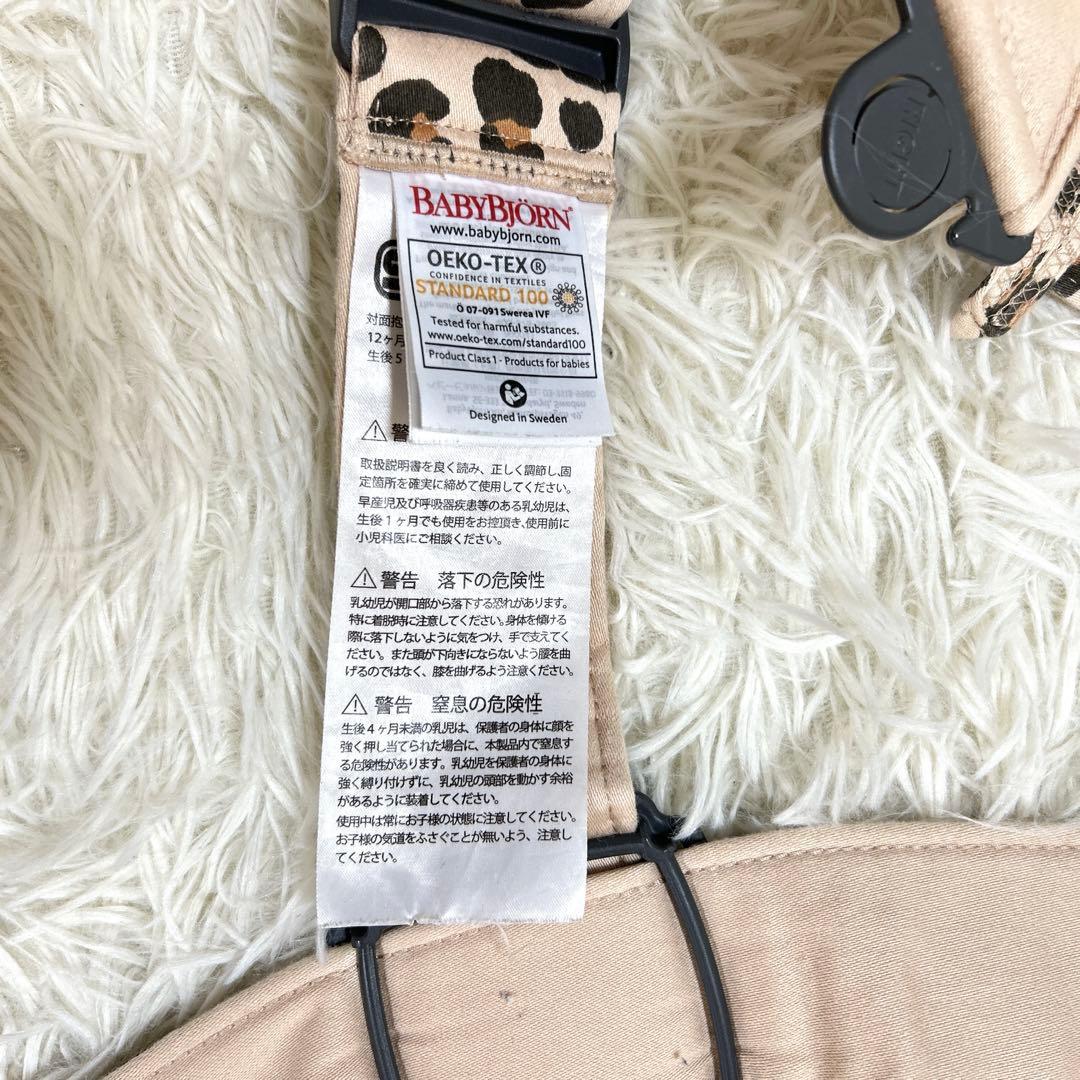 RIGHT
BABYBJÖRN®
www.babybjorn.com
OEKO-TEX®
CONFIDENCE IN TEXTILES
STANDARD 100
Ö 07-091 Swerea IVF
Tested for harmful substances.
www.oeko-tex.com/standard100
Product Class 1 - Products for babies
Designed in Sweden
対面抱
12ヶ月
生後5
⚠警
取扱説明書を良く読み、正しく調節し、固
定箇所を確実に締めて使用してください。
早産児及び呼吸器疾患等のある乳幼児は、
生後1ヶ月でも使用をお控頂き、使用前に
小児科医にご相談ください。
⚠警告 落下の危険性
乳幼児が開口部から落下する恐れがあります。
特に着脱時に注意してください。身体を傾ける
際に落下しないように気をつけ、手で支えてく
ださい。また頭が下向きにならないよう腰を曲
げるのではなく、膝を曲げるよう注意ください。
⚠警告 窒息の危険性
生後4ヶ月未満の乳児は、保護者の身体に顔を
強く押し当てられた場合に、本製品内で窒息す
る危険性があります。乳幼児を保護者の身体に
強く縛り付けずに、乳幼児の頭部を動かす余裕
があるように装着してください。
使用中は常にお子様の状態に注意してください。
お子様の気道をふさぐことが無いよう、注意し
てください。